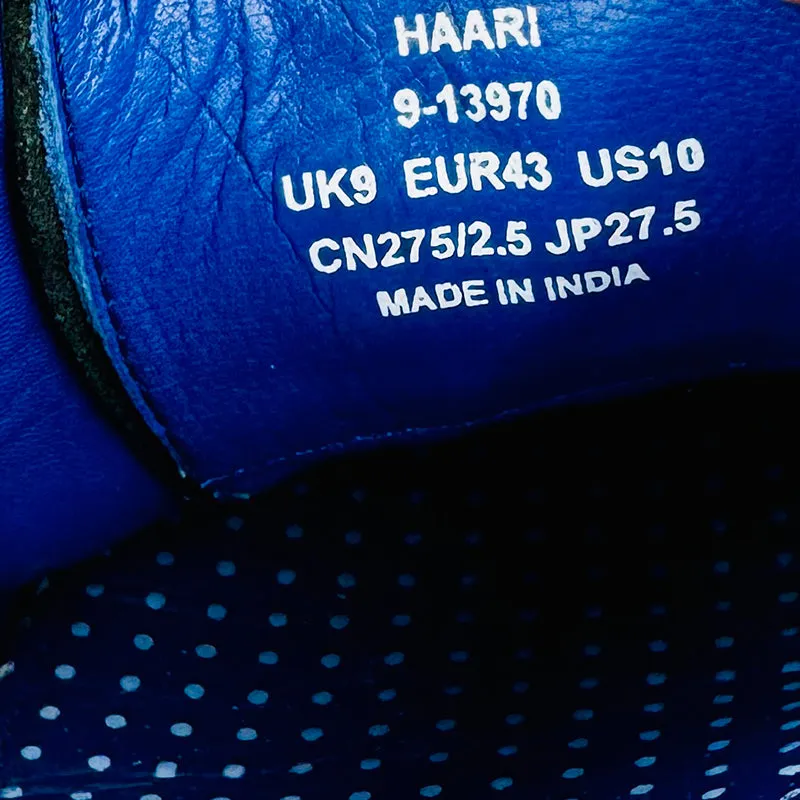 HAARI
9-13970
UK9 EUR43 US10
CN275/2.5 JP27.5
MADE IN INDIA